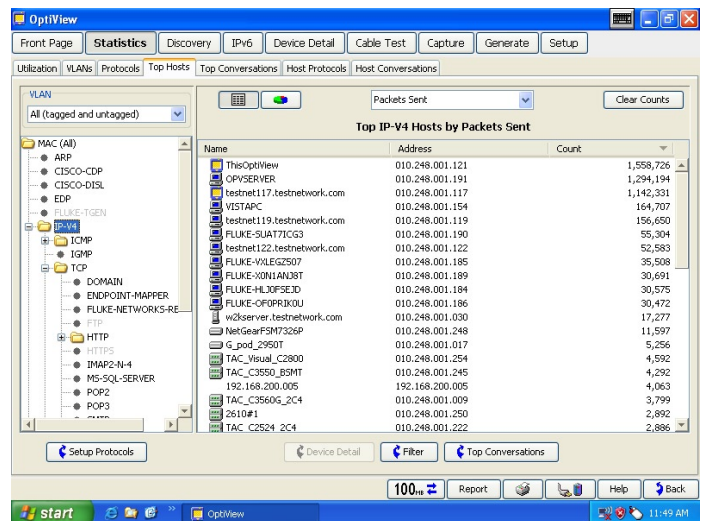 OptiView
Front Page Statistics Discovery IPv6 Device Detail Cable Test Capture Generate Setup
Utilization VLANs Protocols Top Hosts Top Conversations Host Protocols Host Conversations
VLAN
All (tagged and untagged)
Packets Sent
Clear Counts
Top IP-V4 Hosts by Packets Sent
MAC (All)
ARP
CISCO-CDP
CISCO-DISL
EDP
FLUKE-TGEN
IP-V4
ICMP
IGMP
TCP
DOMAIN
ENDPOINT-MAPPER
FLUKE-NETWORKS-RE
FTP
HTTP
HTTPS
IMAP2-N-4
MS-SQL-SERVER
POP2
POP3
SMTP
Name Address Count
ThisOptiView 010.248.001.121 1,558,726
OPVSERVER 010.248.001.191 1,294,194
testnet117.testnetwork.com 010.248.001.117 1,142,331
VISTAPC 010.248.001.154 164,707
testnet119.testnetwork.com 010.248.001.119 156,650
FLUKE-SUAT7ICG3 010.248.001.190 55,304
testnet122.testnetwork.com 010.248.001.122 52,583
FLUKE-VXLEGZ507 010.248.001.185 35,508
FLUKE-X0N1ANJ8T 010.248.001.189 30,691
FLUKE-HLJ0FSEJD 010.248.001.184 30,575
FLUKE-OF0PRIK0U 010.248.001.186 30,472
w2kserver.testnetwork.com 010.248.001.030 17,277
NetGearFSM7326P 010.248.001.248 11,597
G_pod_2950T 010.248.001.017 5,256
TAC_Visual_C2800 010.248.001.254 4,592
TAC_C3550_BSMT 010.248.001.245 4,292
192.168.200.005 192.168.200.005 4,063
TAC_C3560G_2C4 010.248.001.009 3,799
2610#1 010.248.001.250 2,892
TAC_C2524_2C4 010.248.001.222 2,886
Setup Protocols Device Detail Filter Top Conversations
100 Report Help Back
start OptiView 11:49 AM